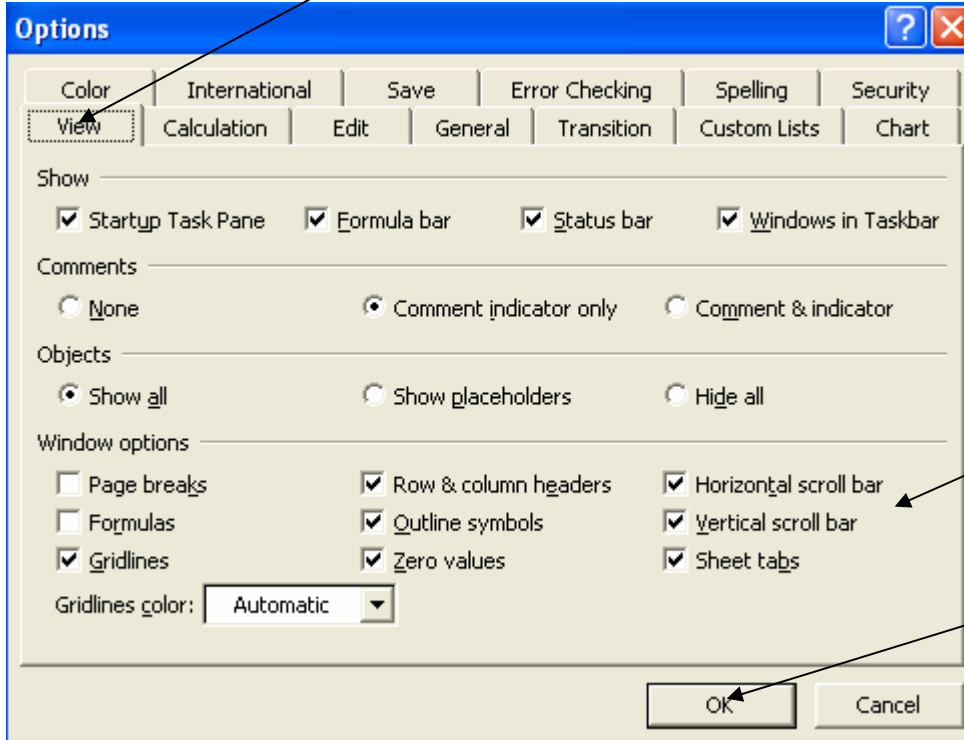 Options
Color International Save Error Checking Spelling Security
View Calculation Edit General Transition Custom Lists Chart
Show
Startup Task Pane Formula bar Status bar Windows in Taskbar
Comments
None Comment indicator only Comment & indicator
Objects
Show all Show placeholders Hide all
Window options
Page breaks Row & column headers Horizontal scroll bar
Formulas Outline symbols Vertical scroll bar
Gridlines Zero values Sheet tabs
Gridlines color: Automatic
OK Cancel